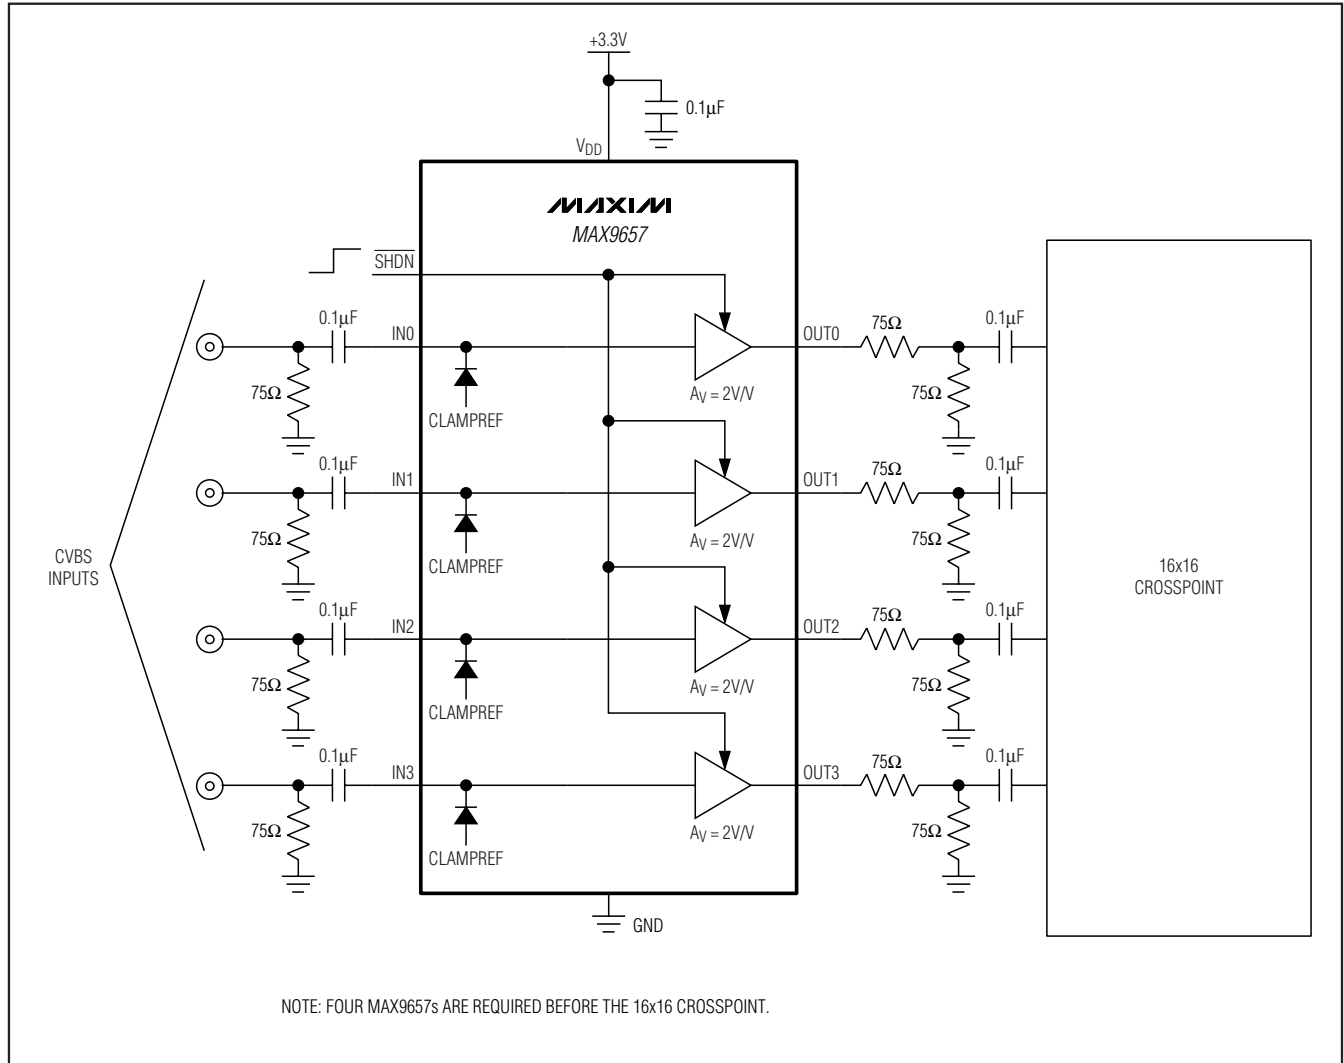 +3.3V
0.1µF
VDD
MAXIM
MAX9657
SHDN
0.1µF
IN0
OUT0
75Ω
0.1µF
75Ω
CLAMPREF
AV = 2V/V
75Ω
0.1µF
IN1
OUT1
75Ω
0.1µF
75Ω
CLAMPREF
AV = 2V/V
75Ω
CVBS
INPUTS
16x16
CROSSPOINT
0.1µF
IN2
OUT2
75Ω
0.1µF
75Ω
CLAMPREF
AV = 2V/V
75Ω
0.1µF
IN3
OUT3
75Ω
0.1µF
75Ω
CLAMPREF
AV = 2V/V
75Ω
GND
NOTE: FOUR MAX9657s ARE REQUIRED BEFORE THE 16x16 CROSSPOINT.